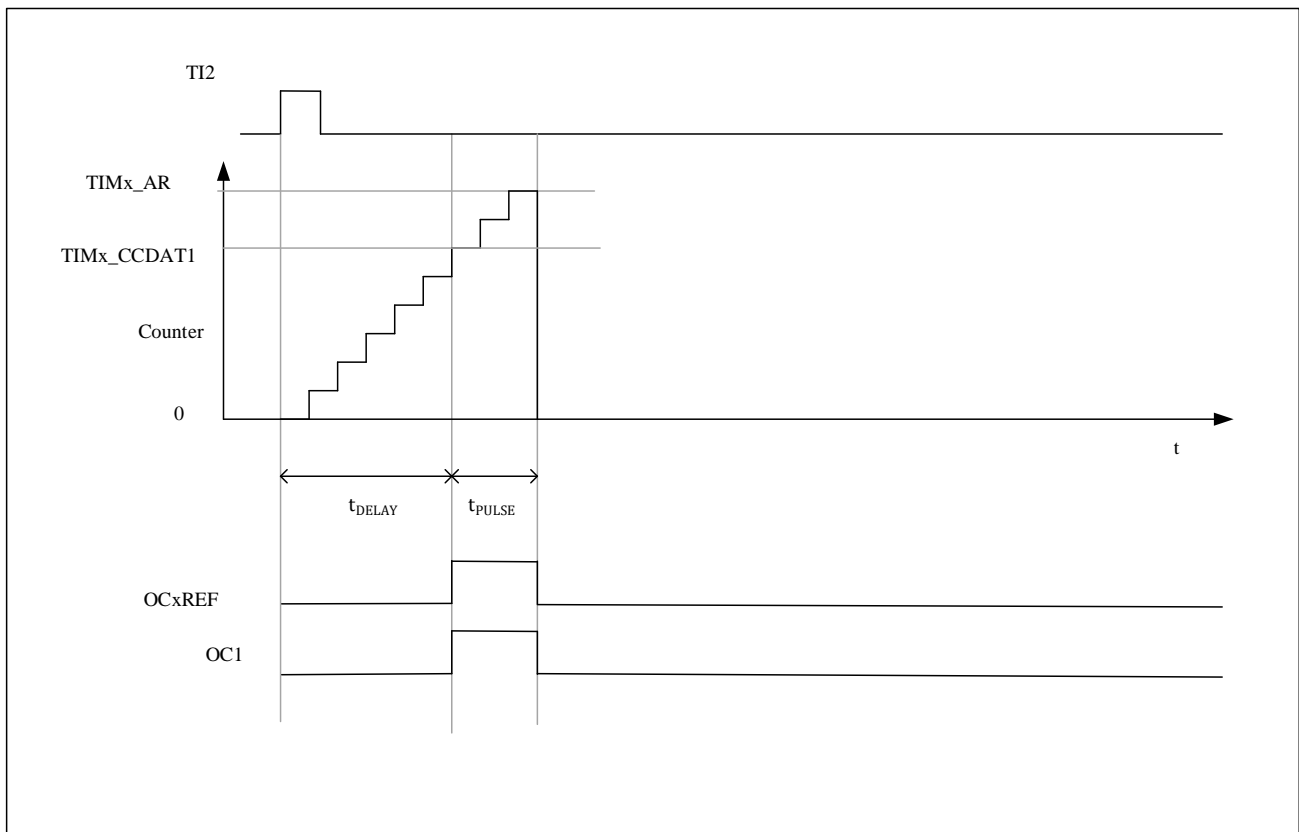 TI2
TIMx_AR
TIMx_CCDAT1
Counter
0
t
tDELAY
tPULSE
OCxREF
OC1